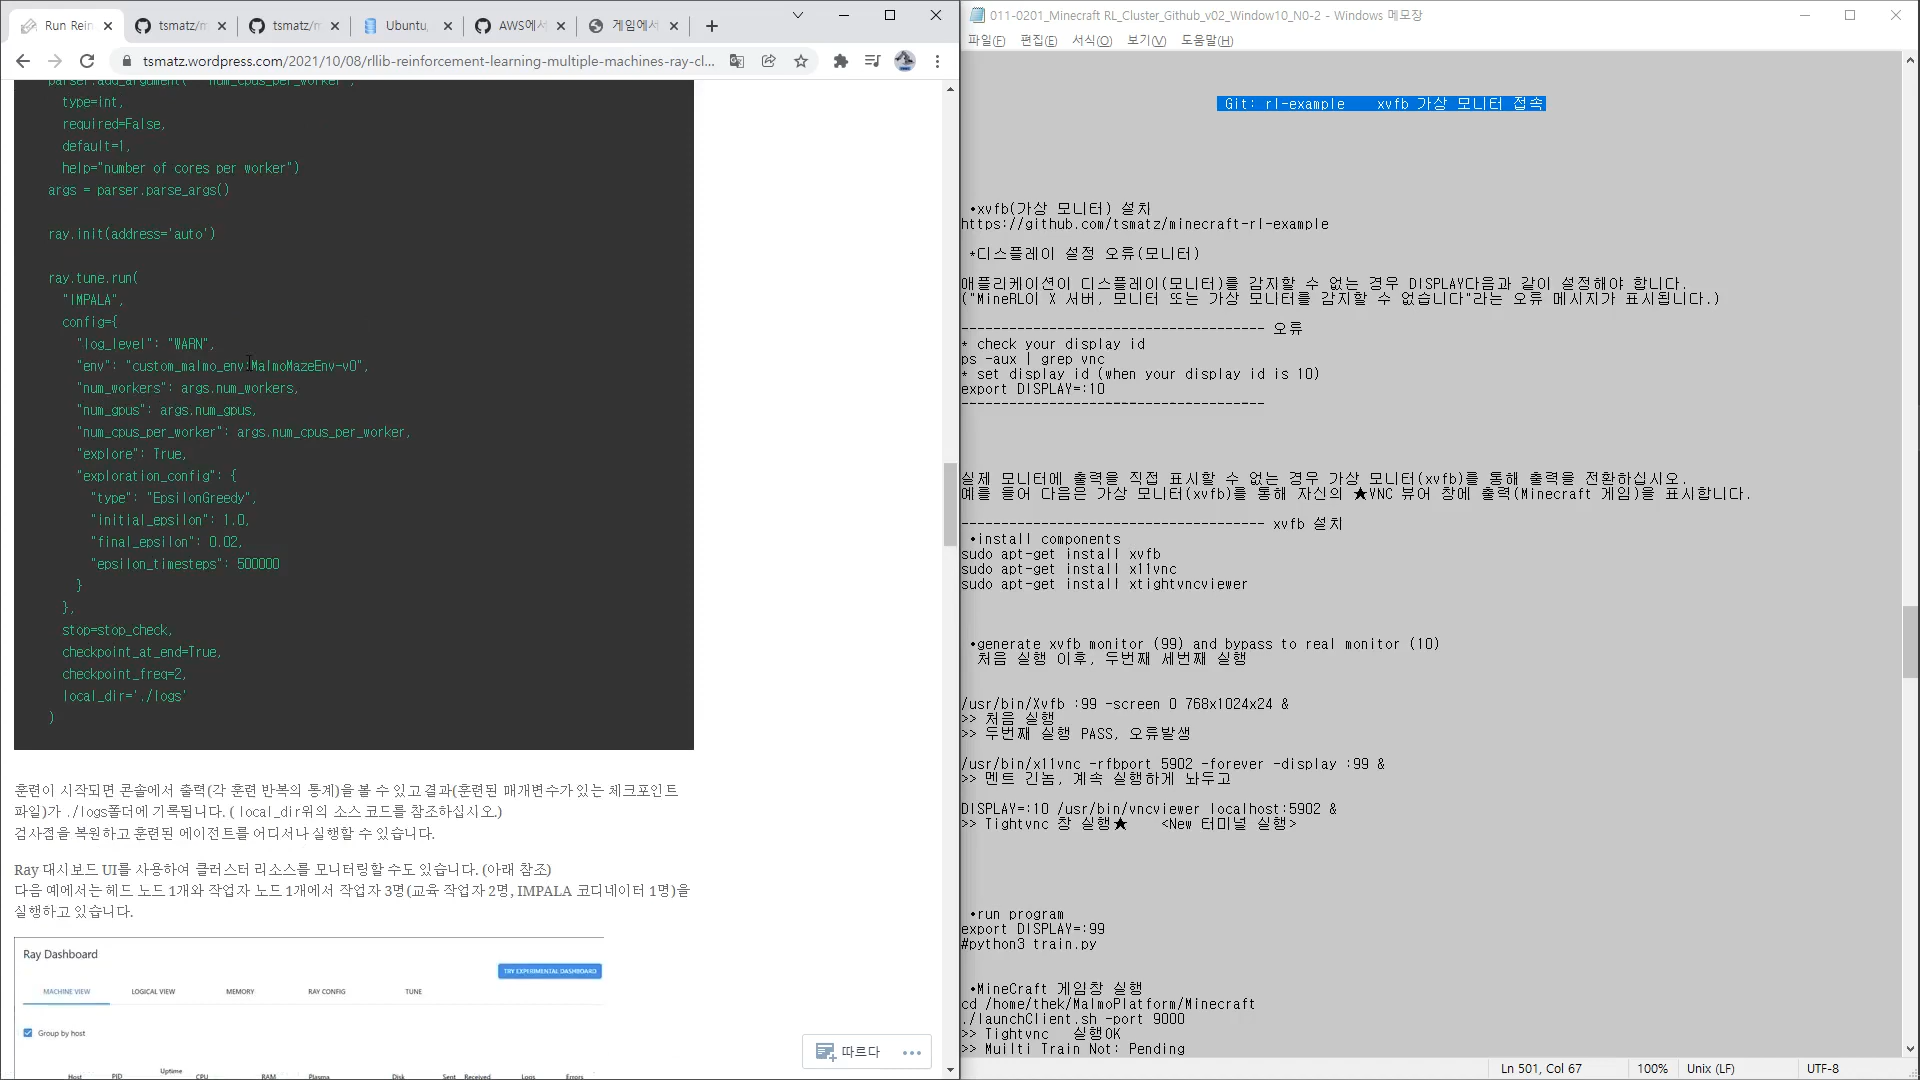 Run Rein
tsmatz/m
tsmatz/m
Ubuntu,
AWS에서
게임에서
tsmatz.wordpress.com/2021/10/08/rllib-reinforcement-learning-multiple-machines-ray-cl...
type=int,
required=False,
default=1,
help="number of cores per worker")
args = parser.parse_args()
ray.init(address='auto')
ray.tune.run(
"IMPALA",
config={
"log_level": "WARN",
"env": "custom_malmo_env:MalmoMazeEnv-v0",
"num_workers": args.num_workers,
"num_gpus": args.num_gpus,
"num_cpus_per_worker": args.num_cpus_per_worker,
"explore": True,
"exploration_config": {
"type": "EpsilonGreedy",
"initial_epsilon": 1.0,
"final_epsilon": 0.02,
"epsilon_timesteps": 500000
}
},
stop=stop_check,
checkpoint_at_end=True,
checkpoint_freq=2,
local_dir='./logs'
)
훈련이 시작되면 콘솔에서 출력(각 훈련 반복의 통계)을 볼 수 있고 결과(훈련된 매개변수가 있는 체크포인트
파일)가 ./logs폴더에 기록됩니다. ( local_dir위의 소스 코드를 참조하십시오.)
검사점을 복원하고 훈련된 에이전트를 어디서나 실행할 수 있습니다.
Ray 대시보드 UI를 사용하여 클러스터 리소스를 모니터링할 수도 있습니다. (아래 참조)
다음 예에서는 헤드 노드 1개와 작업자 노드 1개에서 작업자 3명(교육 작업자 2명, IMPALA 코디네이터 1명)을
실행하고 있습니다.
Ray Dashboard
TRY EXPERIMENTAL DASHBOARD
MACHINE VIEW LOGICAL VIEW MEMORY RAY CONFIG TUNE
Group by host
Host PID Uptime CPU RAM Plasma Disk Sent Received Logs Errors
따르다 •••
011-0201_Minecraft RL_Cluster_Github_v02_Window10_N0-2 - Windows 메모장
파일(F) 편집(E) 서식(O) 보기(V) 도움말(H)
Git: rl-example xvfb 가상 모니터 접속
•xvfb(가상 모니터) 설치
https://github.com/tsmatz/minecraft-rl-example
*디스플레이 설정 오류(모니터)
애플리케이션이 디스플레이(모니터)를 감지할 수 없는 경우 DISPLAY다음과 같이 설정해야 합니다.
("MineRL이 X 서버, 모니터 또는 가상 모니터를 감지할 수 없습니다"라는 오류 메시지가 표시됩니다.)
-------------------------------------- 오류
* check your display id
ps -aux | grep vnc
* set display id (when your display id is 10)
export DISPLAY=:10
--------------------------------------
실제 모니터에 출력을 직접 표시할 수 없는 경우 가상 모니터(xvfb)를 통해 출력을 전환하십시오.
예를 들어 다음은 가상 모니터(xvfb)를 통해 자신의 ★VNC 뷰어 창에 출력(Minecraft 게임)을 표시합니다.
-------------------------------------- xvfb 설치
•install components
sudo apt-get install xvfb
sudo apt-get install x11vnc
sudo apt-get install xtightvncviewer
•generate xvfb monitor (99) and bypass to real monitor (10)
처음 실행 이후, 두번째 세번째 실행
/usr/bin/Xvfb :99 -screen 0 768x1024x24 &
>> 처음 실행
>> 두번째 실행 PASS, 오류발생
/usr/bin/x11vnc -rfbport 5902 -forever -display :99 &
>> 멘트 긴놈, 계속 실행하게 놔두고
DISPLAY=:10 /usr/bin/vncviewer localhost:5902 &
>> Tightvnc 창 실행★ <New 터미널 실행>
•run program
export DISPLAY=:99
#python3 train.py
•MineCraft 게임창 실행
cd /home/thek/MalmoPlatform/Minecraft
./launchClient.sh -port 9000
>> Tightvnc 실행OK
>> Muilti Train Not: Pending
Ln 501, Col 67 100% Unix (LF) UTF-8